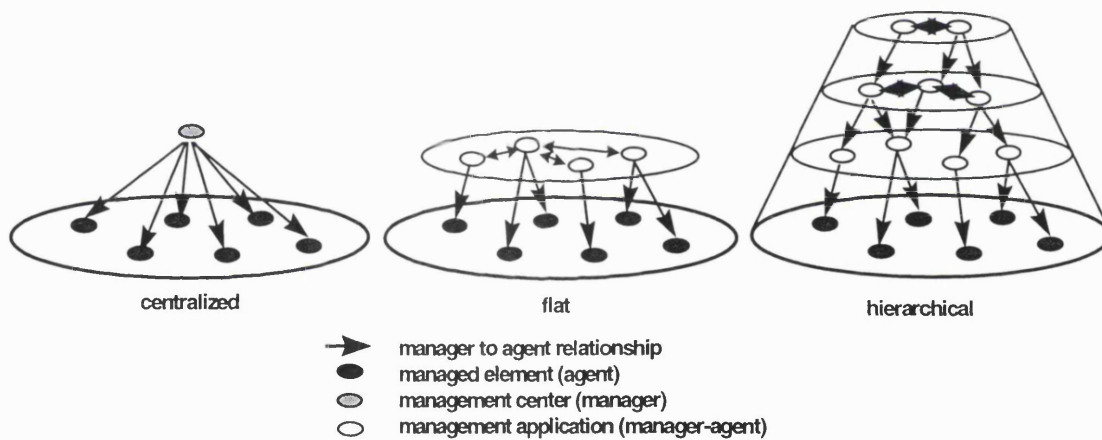 centralized
flat
hierarchical
manager to agent relationship
managed element (agent)
management center (manager)
management application (manager-agent)